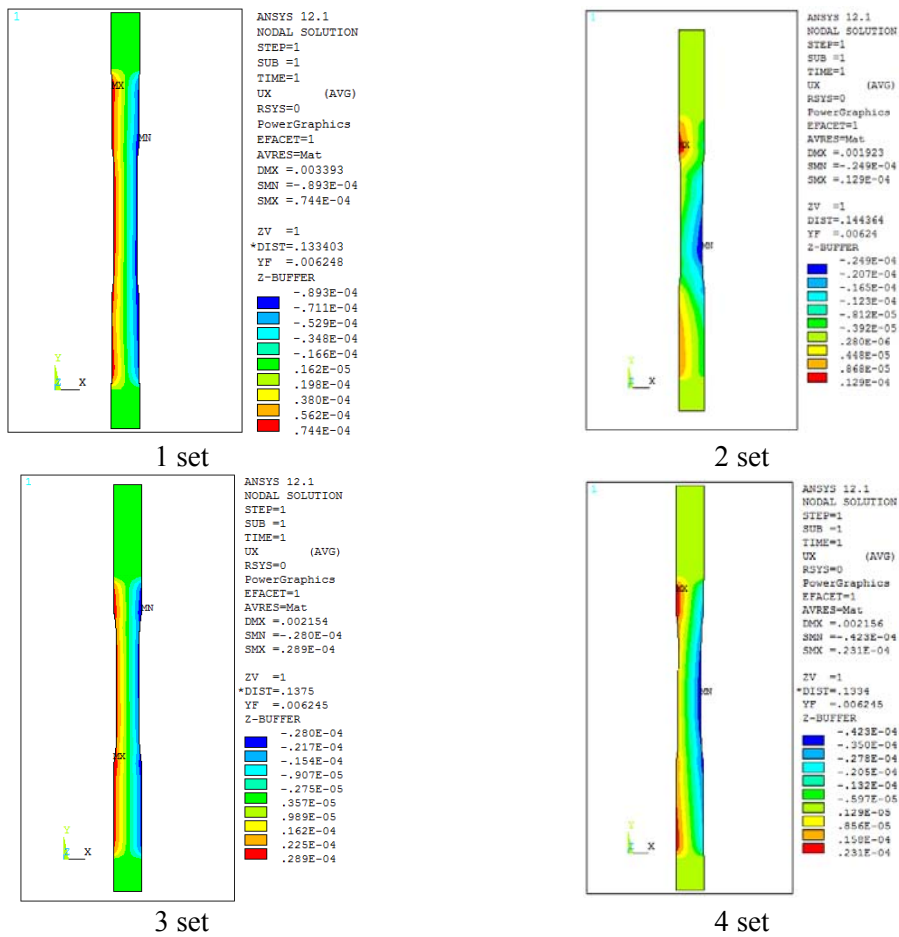 1
ANSYS 12.1
NODAL SOLUTION
STEP=1
SUB =1
TIME=1
UX (AVG)
RSYS=0
PowerGraphics
EFACET=1
AVRES=Mat
DMX =.003393
SMN =-.893E-04
SMX =.744E-04
ZV =1
*DIST=.133403
YF =.006248
Z-BUFFER
-.893E-04
-.711E-04
-.529E-04
-.348E-04
-.166E-04
.162E-05
.198E-04
.380E-04
.562E-04
.744E-04
MX
MN
Y
Z X
1 set
1
ANSYS 12.1
NODAL SOLUTION
STEP=1
SUB =1
TIME=1
UX (AVG)
RSYS=0
PowerGraphics
EFACET=1
AVRES=Mat
DMX =.001923
SMN =-.249E-04
SMX =.129E-04
ZV =1
DIST=.144364
YF =.00624
Z-BUFFER
-.249E-04
-.207E-04
-.165E-04
-.123E-04
-.812E-05
-.392E-05
.280E-06
.448E-05
.868E-05
.129E-04
MX
MN
Y
Z X
2 set
1
ANSYS 12.1
NODAL SOLUTION
STEP=1
SUB =1
TIME=1
UX (AVG)
RSYS=0
PowerGraphics
EFACET=1
AVRES=Mat
DMX =.002154
SMN =-.280E-04
SMX =.289E-04
ZV =1
*DIST=.1375
YF =.006245
Z-BUFFER
-.280E-04
-.217E-04
-.154E-04
-.907E-05
-.275E-05
.357E-05
.989E-05
.162E-04
.225E-04
.289E-04
MN
MX
Y
Z X
3 set
1
ANSYS 12.1
NODAL SOLUTION
STEP=1
SUB =1
TIME=1
UX (AVG)
RSYS=0
PowerGraphics
EFACET=1
AVRES=Mat
DMX =.002156
SMN =-.423E-04
SMX =.231E-04
ZV =1
*DIST=.1334
YF =.006245
Z-BUFFER
-.423E-04
-.350E-04
-.278E-04
-.205E-04
-.132E-04
-.597E-05
.129E-05
.856E-05
.158E-04
.231E-04
MX
MN
Y
Z X
4 set